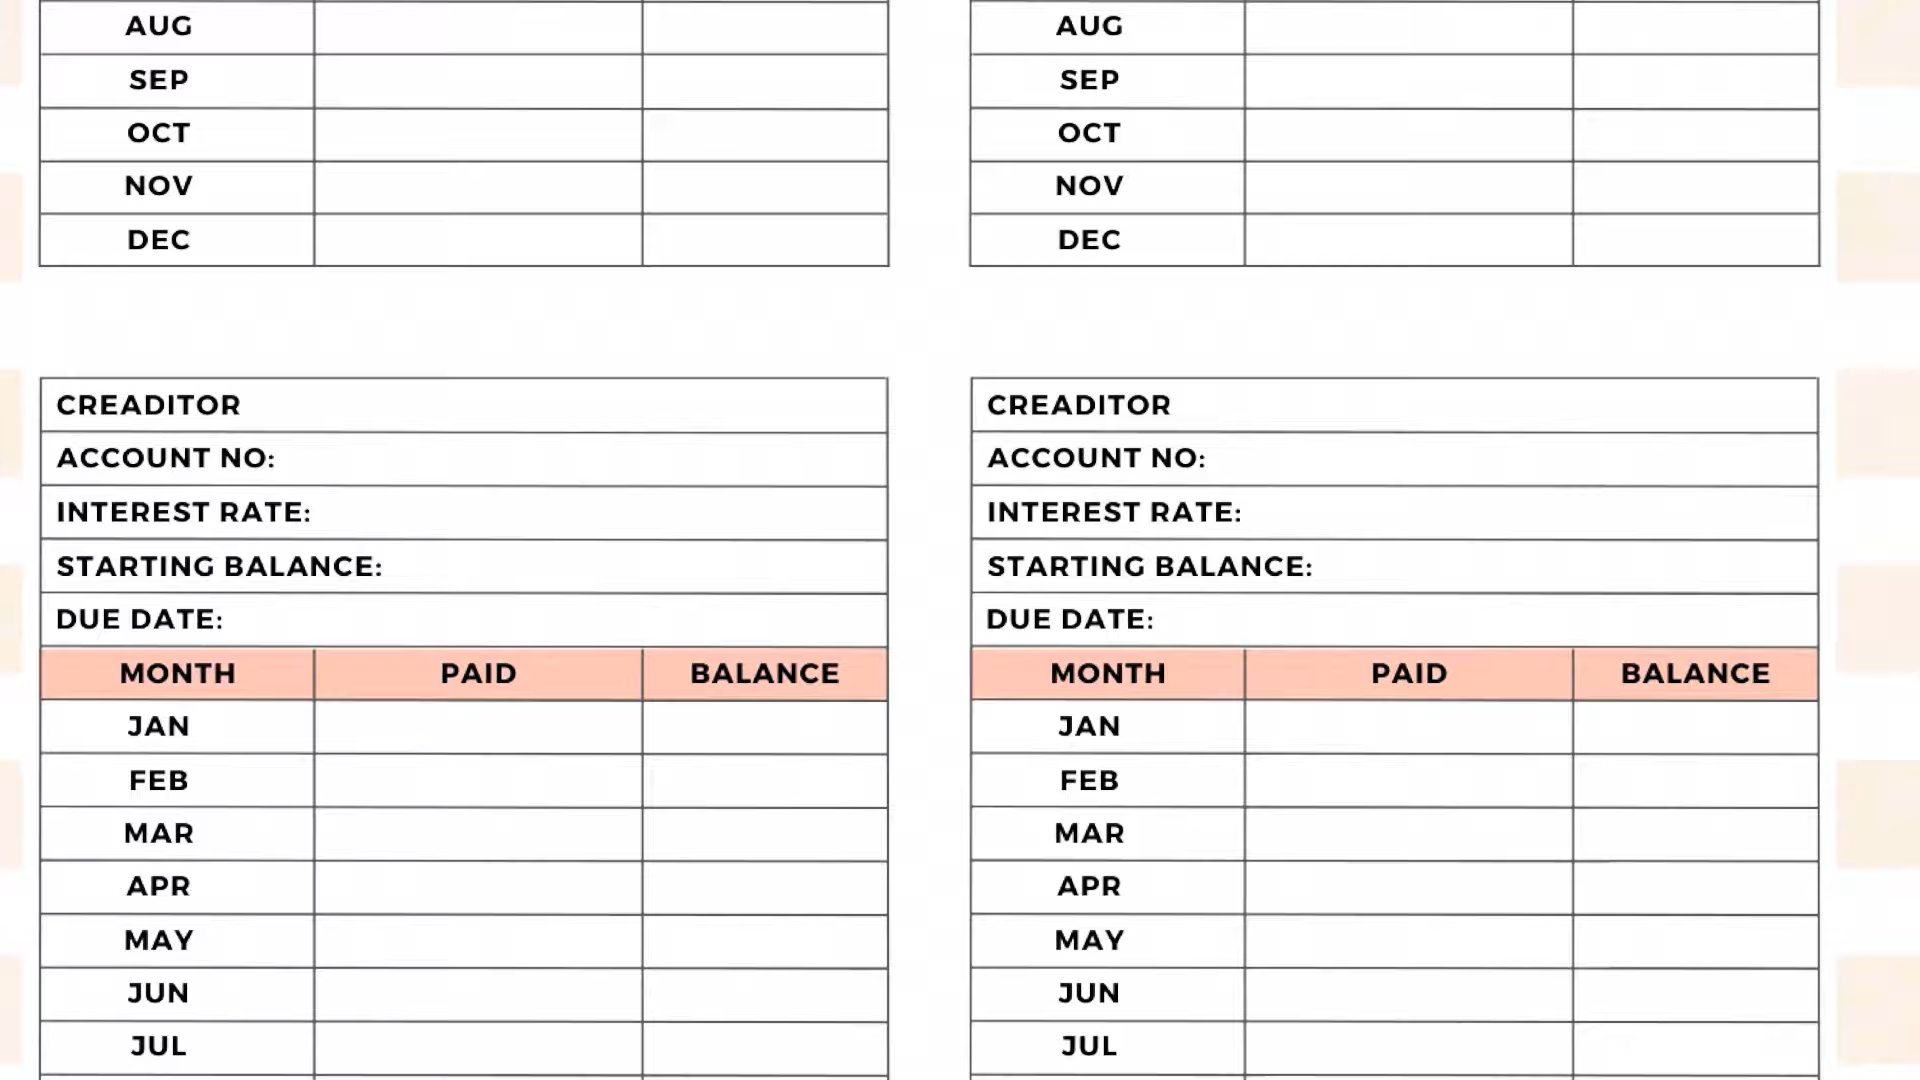 AUG
SEP
OCT
NOV
DEC
AUG
SEP
OCT
NOV
DEC
CREADITOR
ACCOUNT NO:
INTEREST RATE:
STARTING BALANCE:
DUE DATE:
MONTH PAID BALANCE
JAN
FEB
MAR
APR
MAY
JUN
JUL
CREADITOR
ACCOUNT NO:
INTEREST RATE:
STARTING BALANCE:
DUE DATE:
MONTH PAID BALANCE
JAN
FEB
MAR
APR
MAY
JUN
JUL